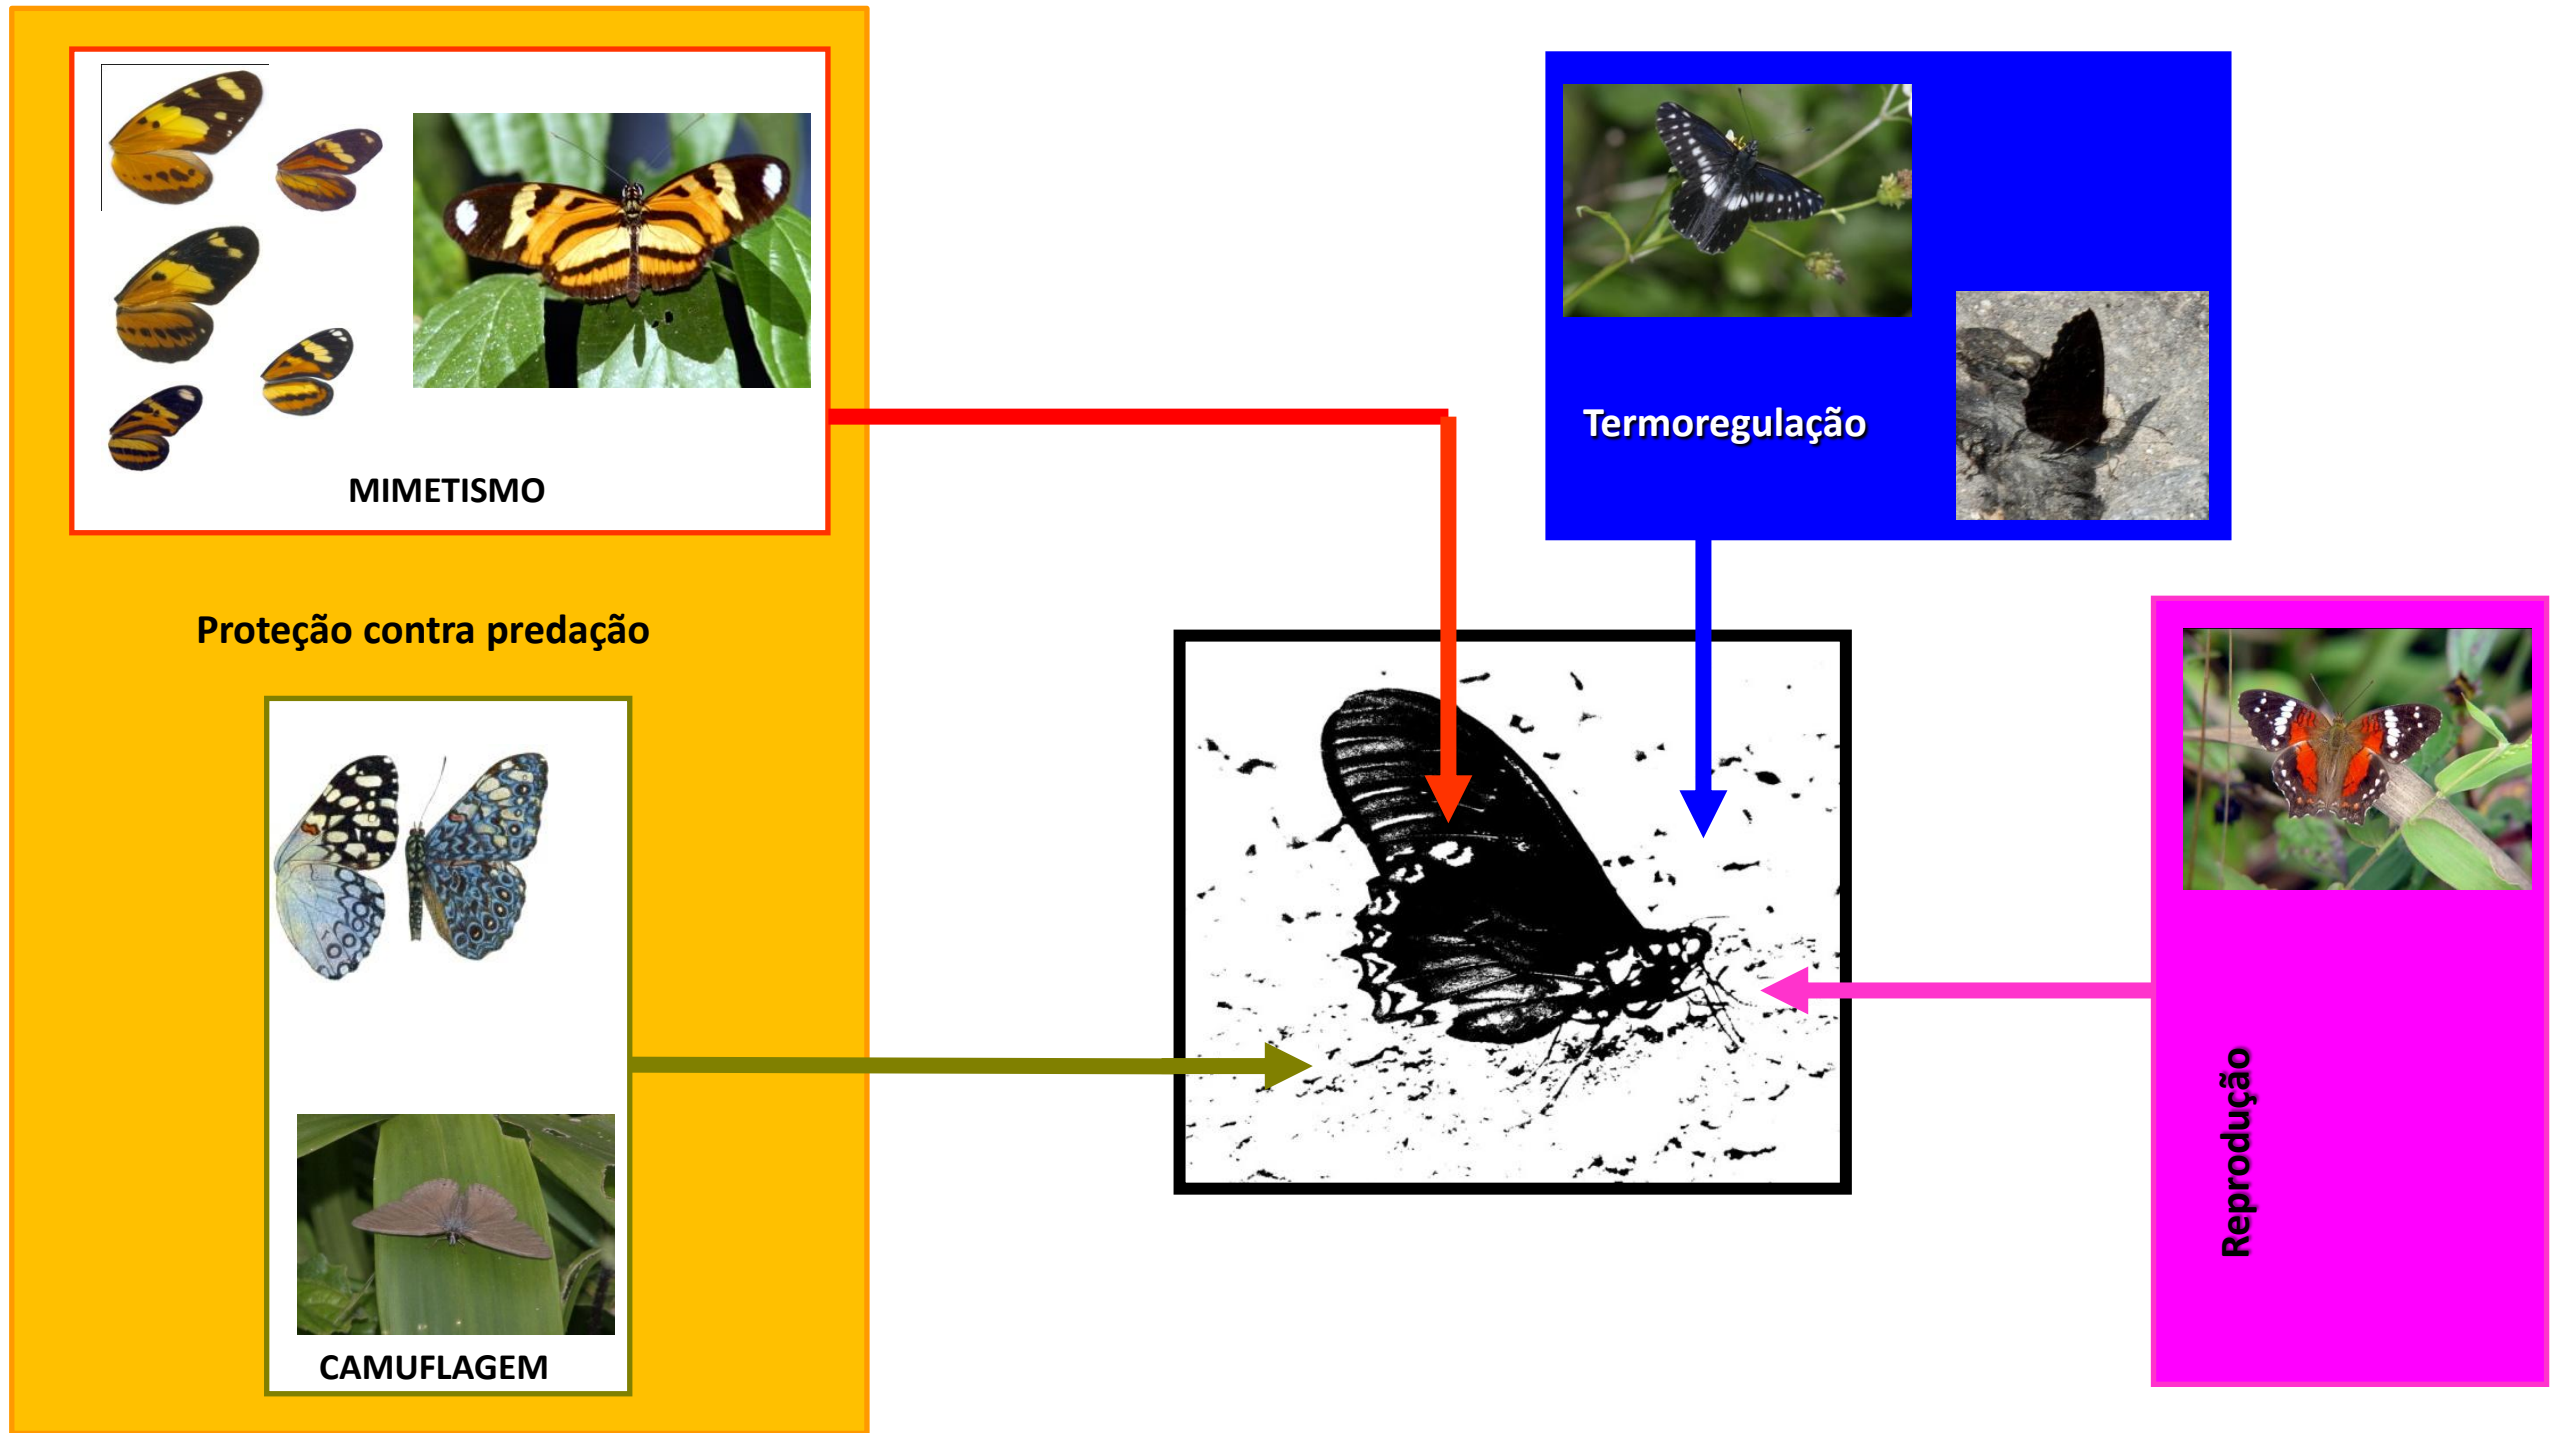 MIMETISMO
Proteção contra predação
CAMUFLAGEM
Termoregulação
Reprodução